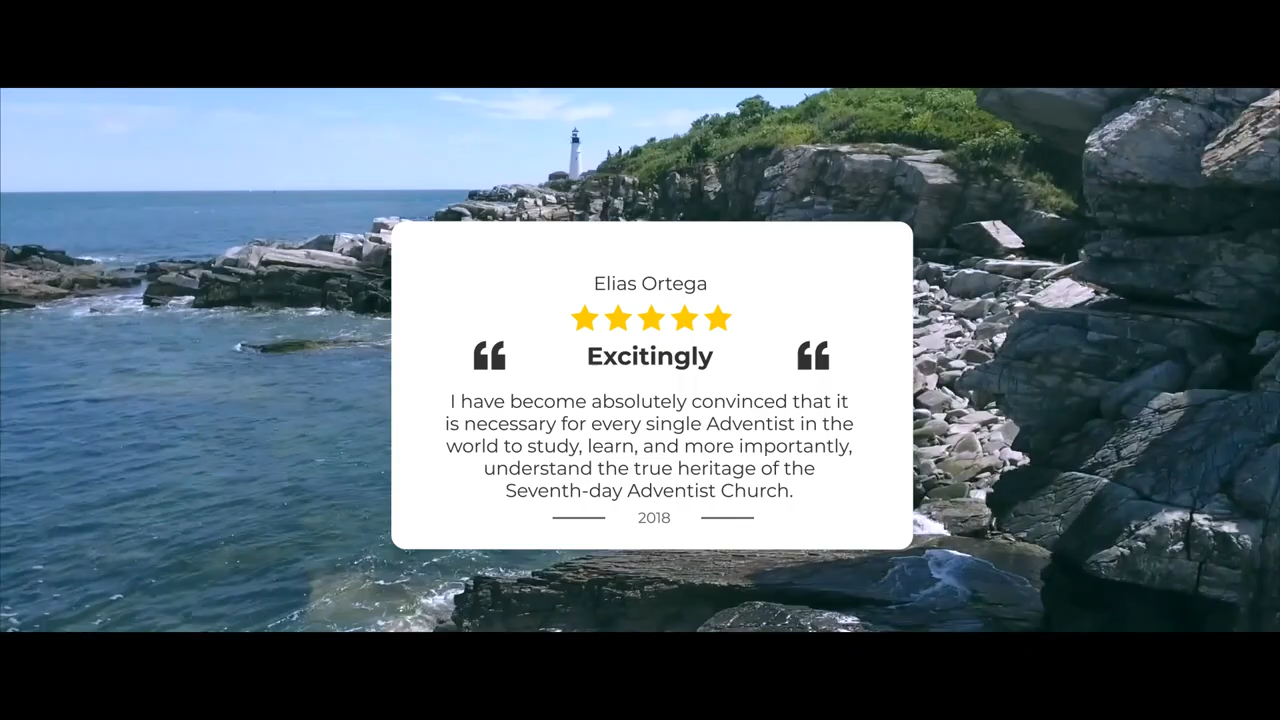 Elias Ortega
Excitingly
I have become absolutely convinced that it
is necessary for every single Adventist in the
world to study, learn, and more importantly,
understand the true heritage of the
Seventh-day Adventist Church.
2018